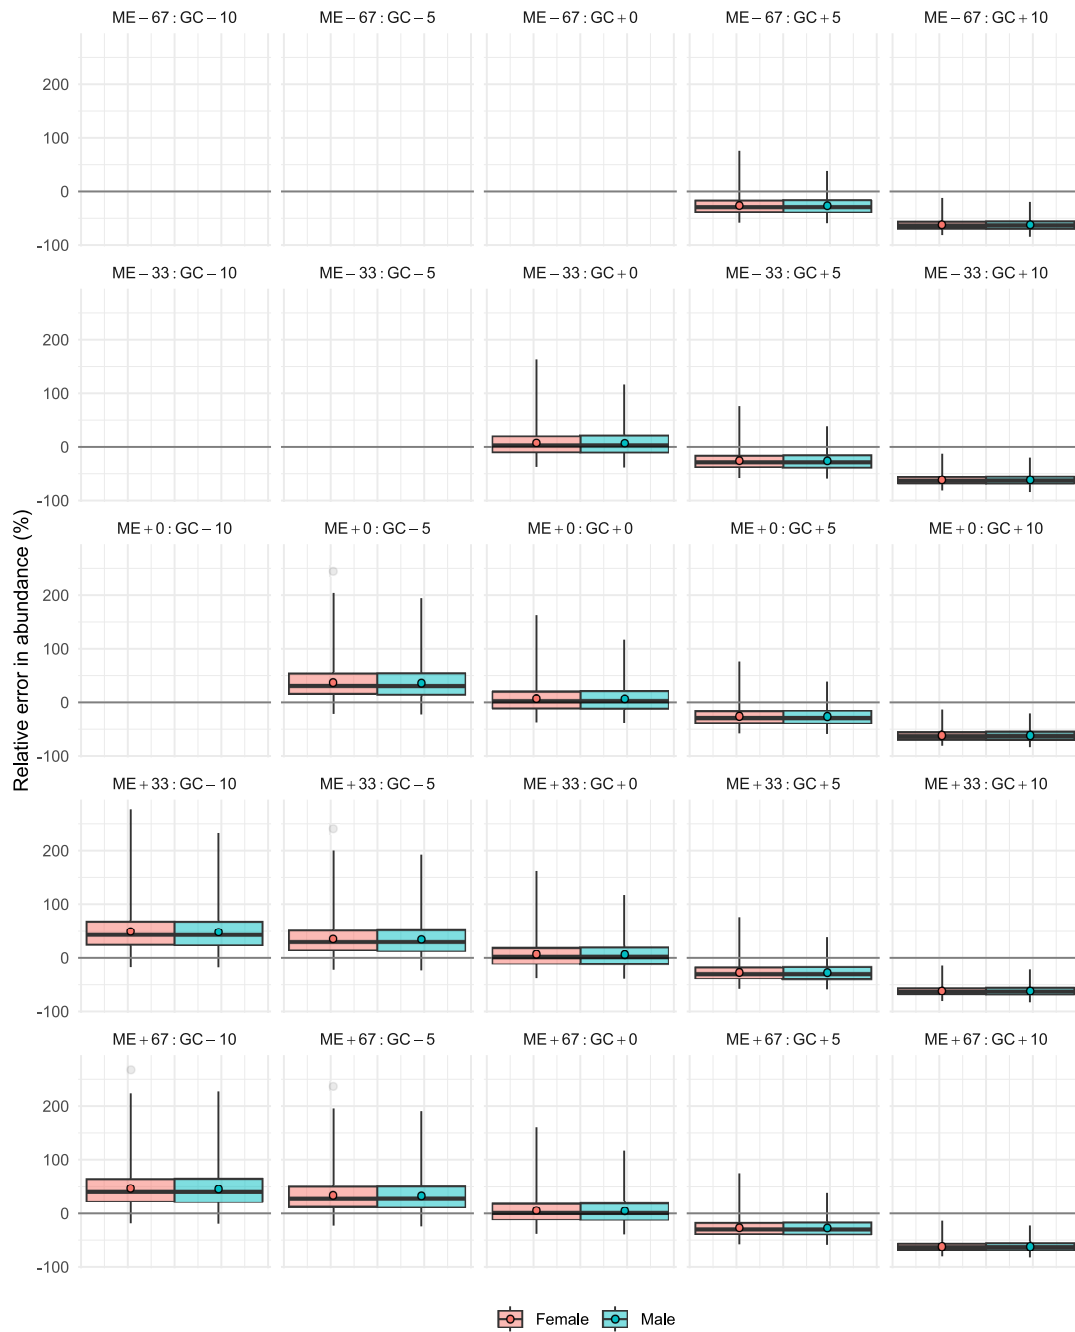 ME−67:GC−10 ME−67:GC−5 ME−67:GC+0 ME−67:GC+5 ME−67:GC+10
200
100
0
-100
ME−33:GC−10 ME−33:GC−5 ME−33:GC+0 ME−33:GC+5 ME−33:GC+10
200
100
0
-100
Relative error in abundance (%)
ME+0:GC−10 ME+0:GC−5 ME+0:GC+0 ME+0:GC+5 ME+0:GC+10
200
100
0
-100
ME+33:GC−10 ME+33:GC−5 ME+33:GC+0 ME+33:GC+5 ME+33:GC+10
200
100
0
-100
ME+67:GC−10 ME+67:GC−5 ME+67:GC+0 ME+67:GC+5 ME+67:GC+10
200
100
0
-100
Female Male